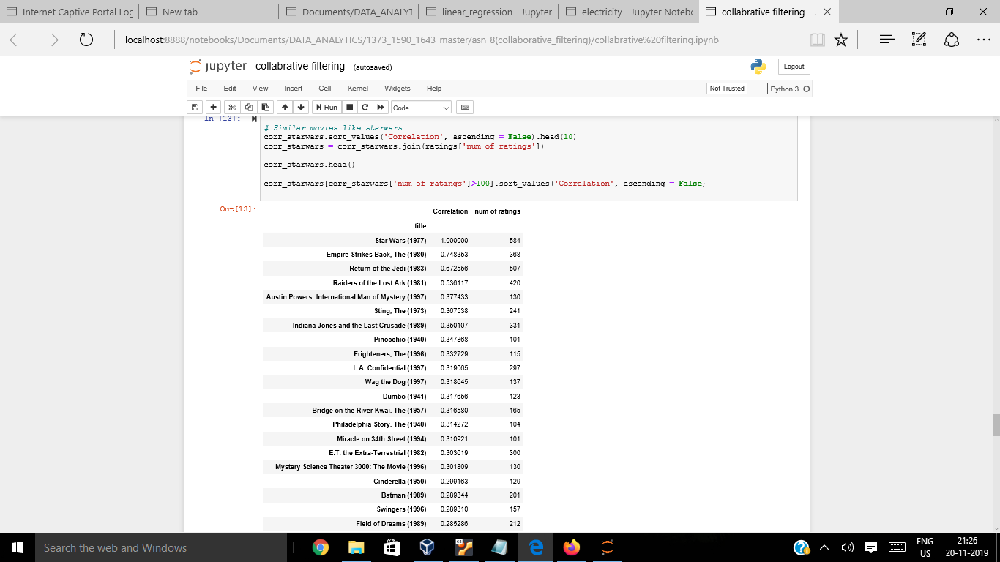 Internet Captive Portal Log
New tab
Documents/DATA_ANALYT
linear_regression - Jupyter
electricity - Jupyter Notebo
collabrative filtering - .
localhost:8888/notebooks/Documents/DATA_ANALYTICS/1373_1590_1643-master/asn-8(collaborative_filtering)/collabrative%20filtering.ipynb
jupyter collabrative filtering (autosaved)
Logout
File Edit View Insert Cell Kernel Widgets Help
Not Trusted
Python 3
Run
Code
In [13]:
# Similar movies like starwars
corr_starwars.sort_values('Correlation', ascending = False).head(10)
corr_starwars = corr_starwars.join(ratings['num of ratings'])
corr_starwars.head()
corr_starwars[corr_starwars['num of ratings']>100].sort_values('Correlation', ascending = False)
Out[13]:
Correlation num of ratings
title
Star Wars (1977) 1.000000 584
Empire Strikes Back, The (1980) 0.748353 368
Return of the Jedi (1983) 0.672556 507
Raiders of the Lost Ark (1981) 0.536117 420
Austin Powers: International Man of Mystery (1997) 0.377433 130
Sting, The (1973) 0.367538 241
Indiana Jones and the Last Crusade (1989) 0.350107 331
Pinocchio (1940) 0.347868 101
Frighteners, The (1996) 0.332729 115
L.A. Confidential (1997) 0.319065 297
Wag the Dog (1997) 0.318645 137
Dumbo (1941) 0.317656 123
Bridge on the River Kwai, The (1957) 0.316580 165
Philadelphia Story, The (1940) 0.314272 104
Miracle on 34th Street (1994) 0.310921 101
E.T. the Extra-Terrestrial (1982) 0.303619 300
Mystery Science Theater 3000: The Movie (1996) 0.301809 130
Cinderella (1950) 0.299163 129
Batman (1989) 0.289344 201
Swingers (1996) 0.289310 157
Field of Dreams (1989) 0.285286 212
Search the web and Windows
64
ENG
US
21:26
20-11-2019